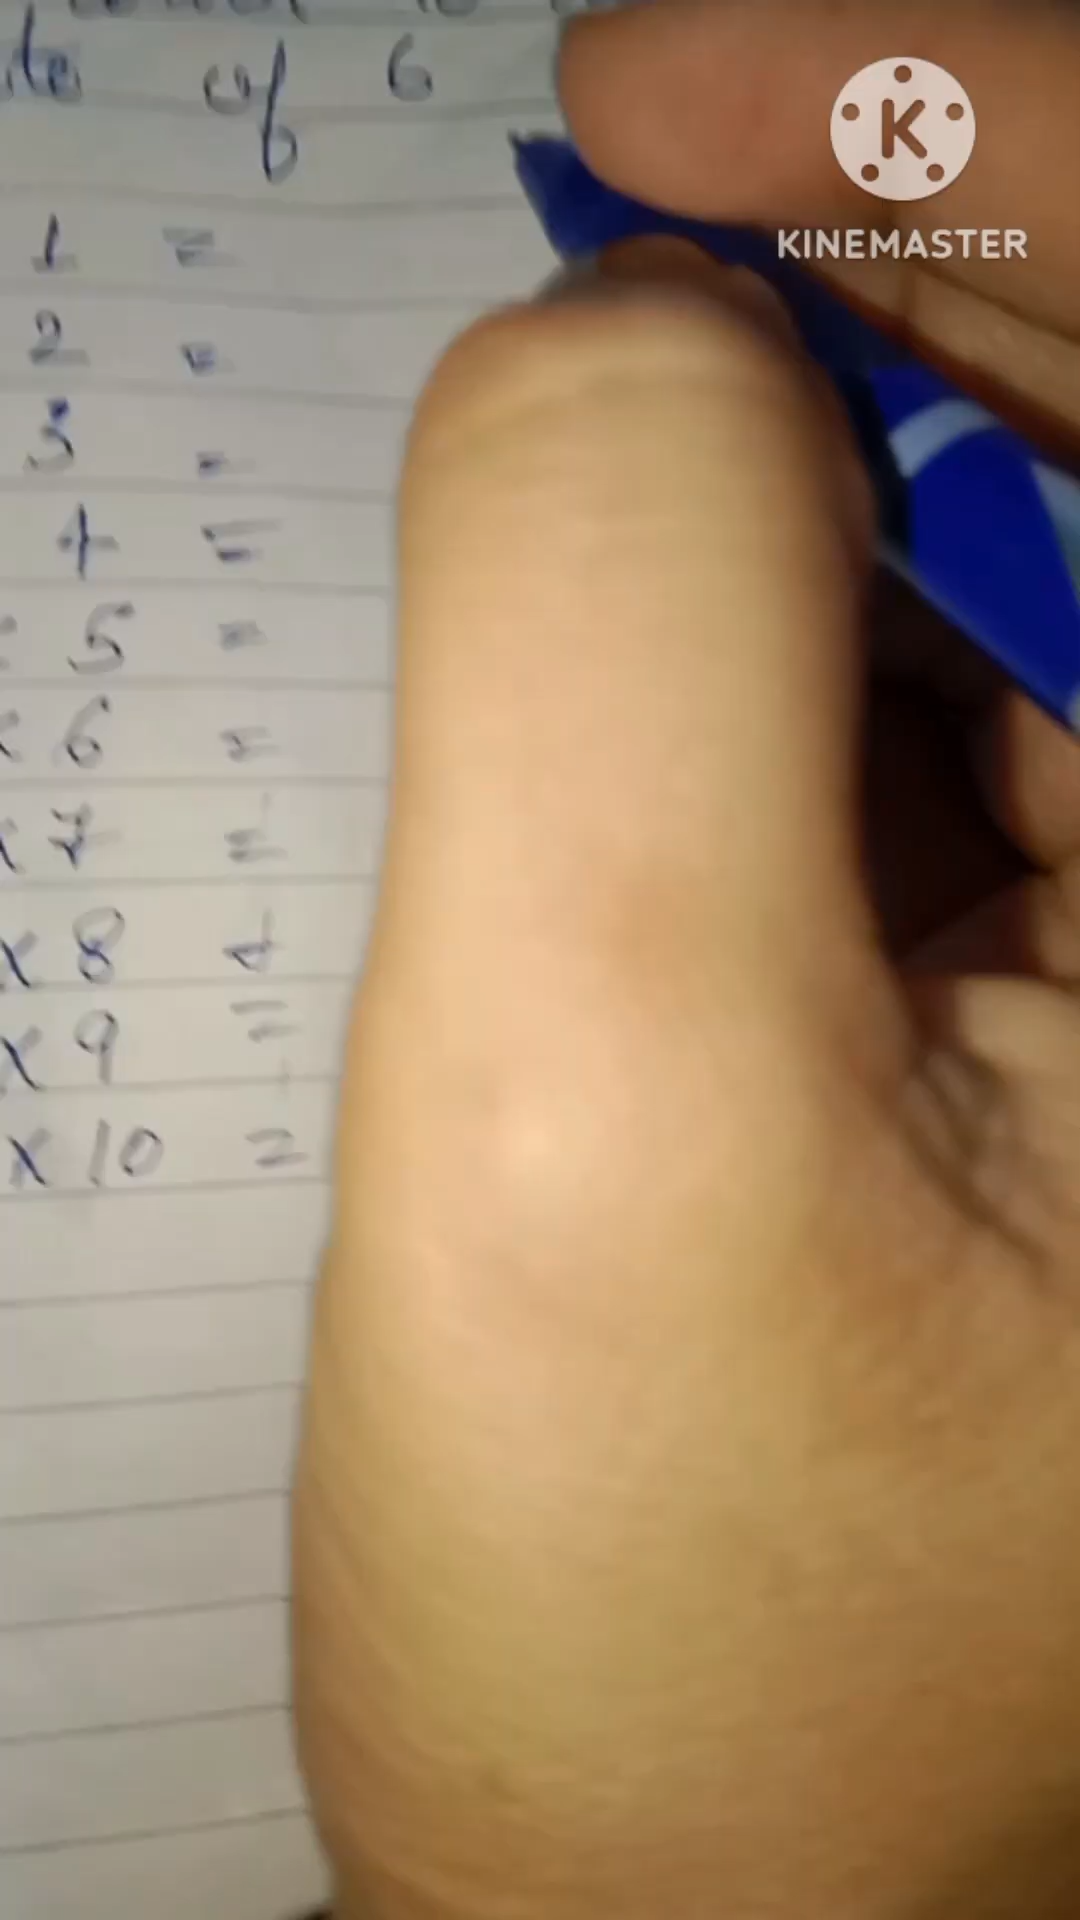 of 6
1 =
2 =
3 =
4 =
5 =
x 6 =
x 7 =
x 8 =
x 9 =
x 10 =
KINEMASTER